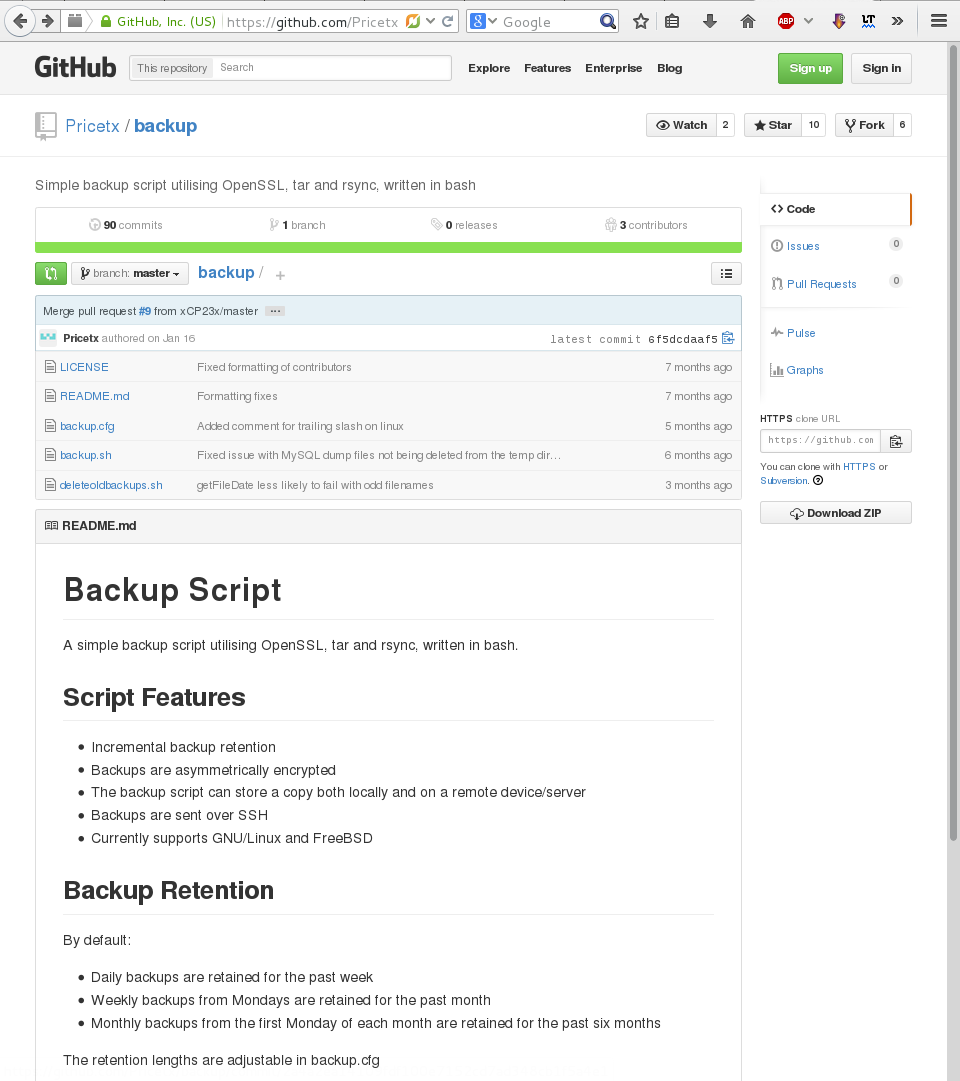 GitHub, Inc. (US) https://github.com/Pricetx Google ABP LT
GitHub This repository Search Explore Features Enterprise Blog Sign up Sign in
Pricetx / backup Watch 2 Star 10 Fork 6
Simple backup script utilising OpenSSL, tar and rsync, written in bash
90 commits 1 branch 0 releases 3 contributors
branch: master backup / +
Merge pull request #9 from xCP23x/master ...
Pricetx authored on Jan 16 latest commit 6f5dcdaaf5
LICENSE Fixed formatting of contributors 7 months ago
README.md Formatting fixes 7 months ago
backup.cfg Added comment for trailing slash on linux 5 months ago
backup.sh Fixed issue with MySQL dump files not being deleted from the temp dir… 6 months ago
deleteoldbackups.sh getFileDate less likely to fail with odd filenames 3 months ago
README.md
Backup Script
A simple backup script utilising OpenSSL, tar and rsync, written in bash.
Script Features
• Incremental backup retention
• Backups are asymmetrically encrypted
• The backup script can store a copy both locally and on a remote device/server
• Backups are sent over SSH
• Currently supports GNU/Linux and FreeBSD
Backup Retention
By default:
• Daily backups are retained for the past week
• Weekly backups from Mondays are retained for the past month
• Monthly backups from the first Monday of each month are retained for the past six months
The retention lengths are adjustable in backup.cfg
Code
Issues 0
Pull Requests 0
Pulse
Graphs
HTTPS clone URL
https://github.com
You can clone with HTTPS or
Subversion.
Download ZIP